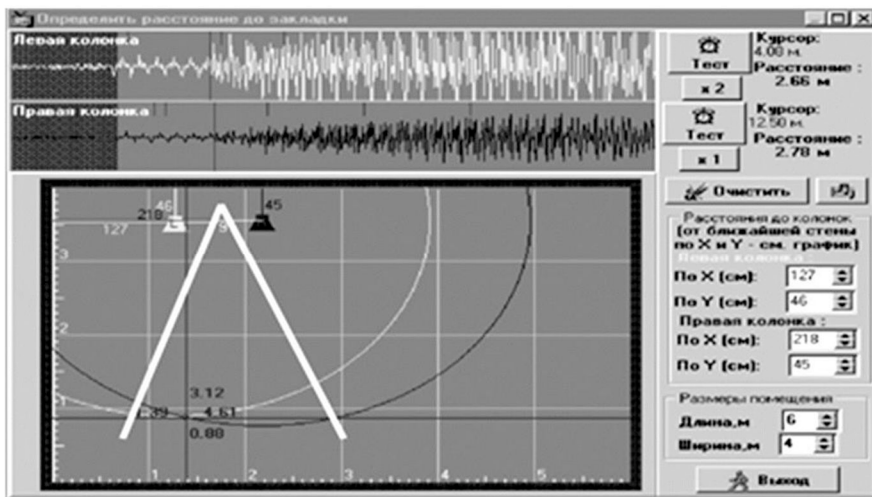 Определить расстояние до закладки
Левая колонка
Правая колонка
Тест
x 2
Курсор:
4.00 м.
Расстояние :
2.66 м
Тест
x 1
Курсор:
12.50 м.
Расстояние :
2.78 м
Очистить
46
45
218
127
3
2
1
3.12
4.61
0.88
1
2
3
4
5
Расстояния до колонок
(от ближайшей стены
по X и Y - см. график)
Левая колонка :
По X (см): 127
По Y (см): 46
Правая колонка :
По X (см): 218
По Y (см): 45
Размеры помещения
Длина,м 6
Ширина,м 4
Выход